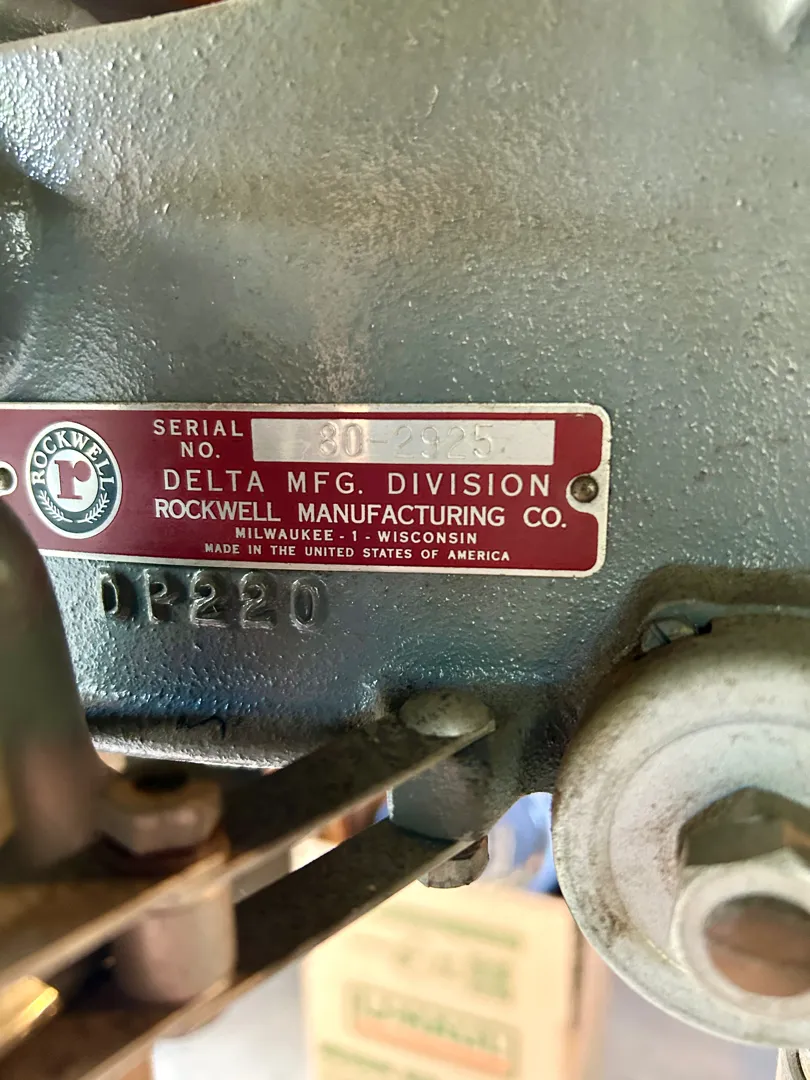 ROCKWELL
r
SERIAL NO. 80-2925
DELTA MFG. DIVISION
ROCKWELL MANUFACTURING CO.
MILWAUKEE - 1 - WISCONSIN
MADE IN THE UNITED STATES OF AMERICA
DP220